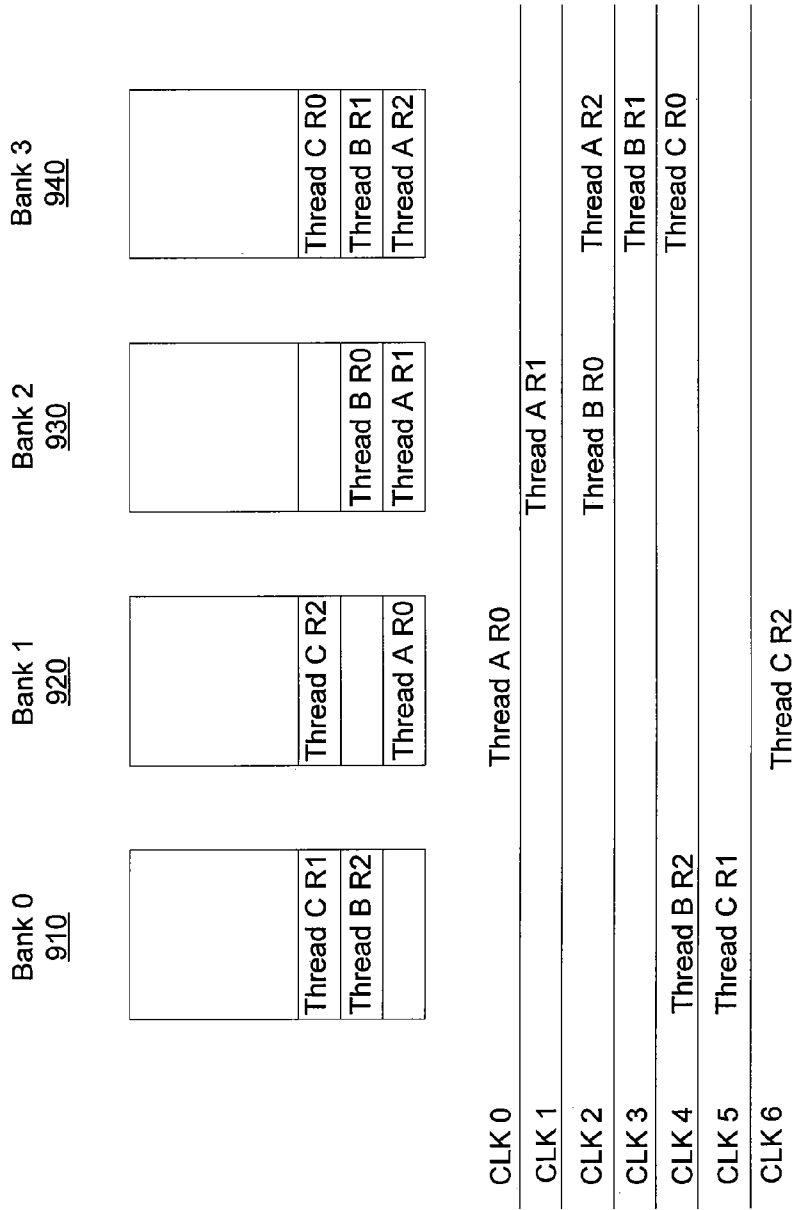 Bank 0
910
Bank 1
920
Bank 2
930
Bank 3
940
Thread C R1
Thread B R2
Thread C R2
Thread A R0
Thread B R0
Thread A R1
Thread C R0
Thread B R1
Thread A R2
CLK 0
Thread A R0
CLK 1
Thread A R1
CLK 2
Thread B R0
Thread A R2
CLK 3
Thread B R1
CLK 4
Thread B R2
Thread C R0
CLK 5
Thread C R1
CLK 6
Thread C R2